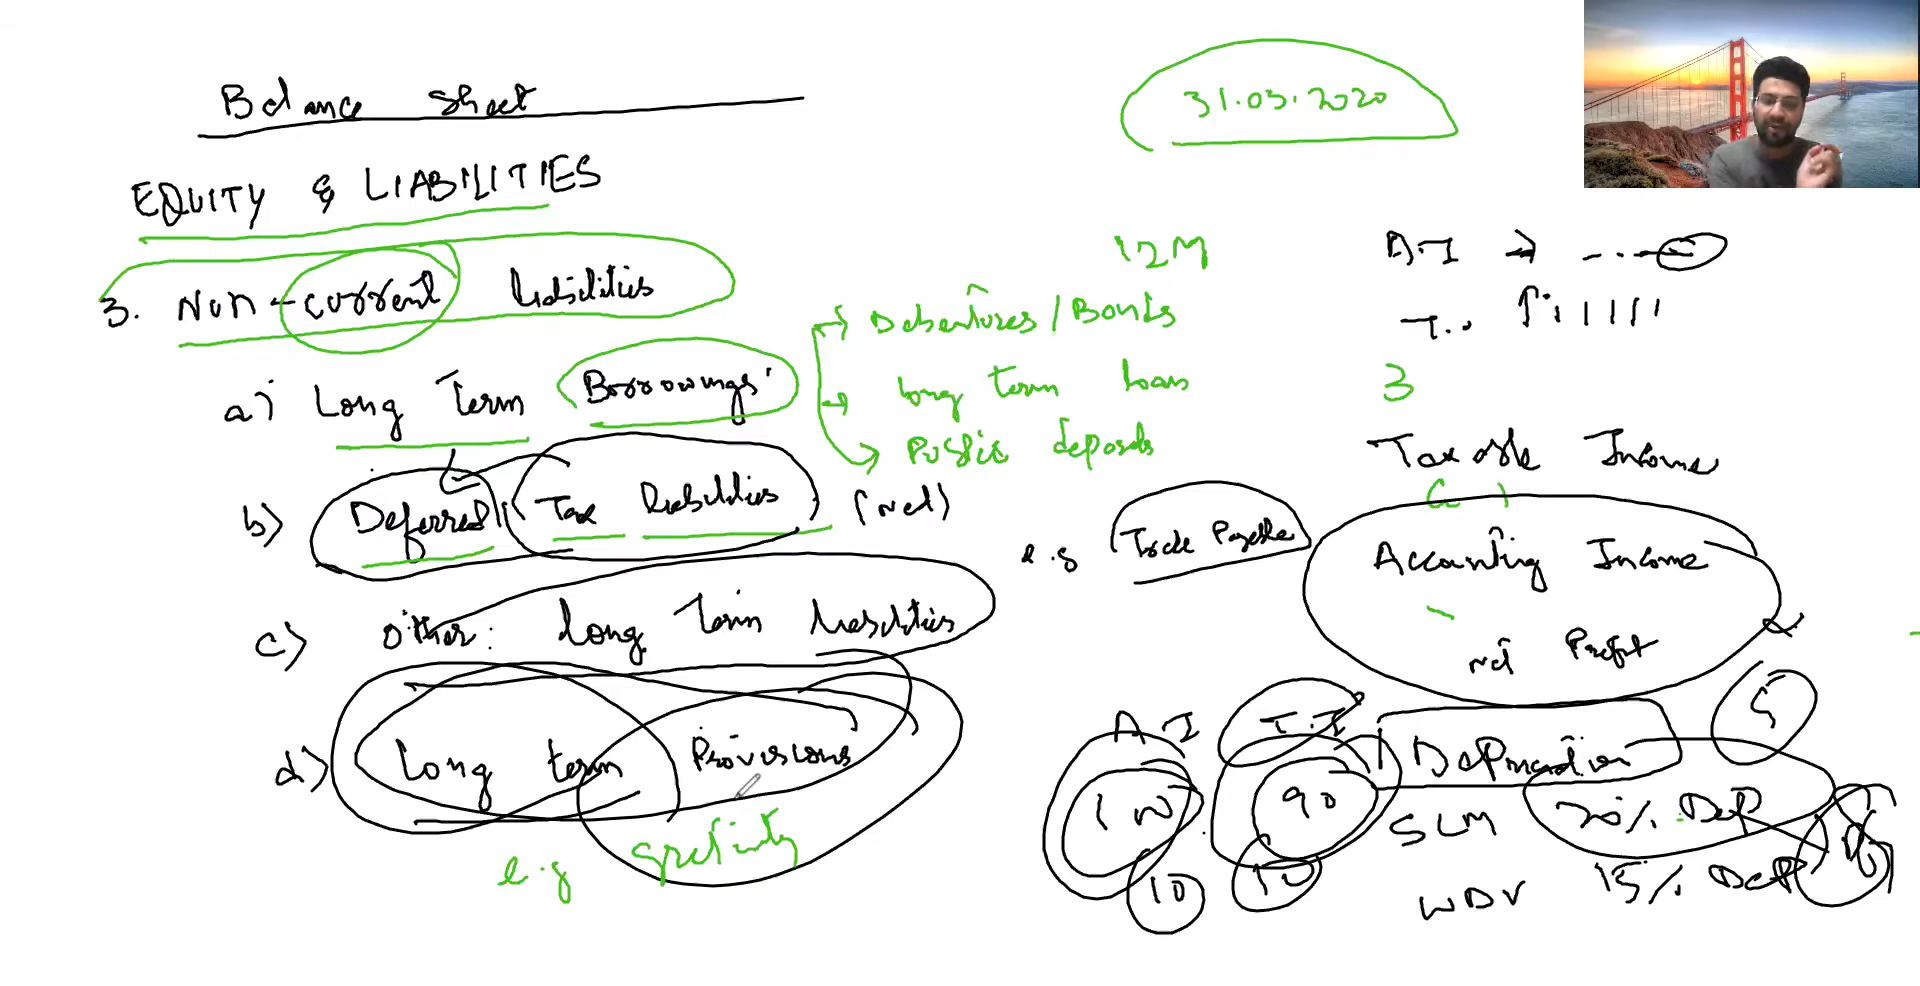 Balance Sheet
31.03.2020
EQUITY & LIABILITIES
12M
3. Non-current liabilities
→ Debentures / Bonds
a) Long Term Borrowings
→ long term loan
3
→ Public deposits
Taxable Income
b) Deferred Tax Liabilities (net)
e.g Trade Payable
Accounting Income
c) Other Long Term Liabilities
net Profit
A I T.I
5
d) Long term Provisions
Depreciation
90
SLM 20% Dep
e.g gratuity
10 10
WDV 15% Dep